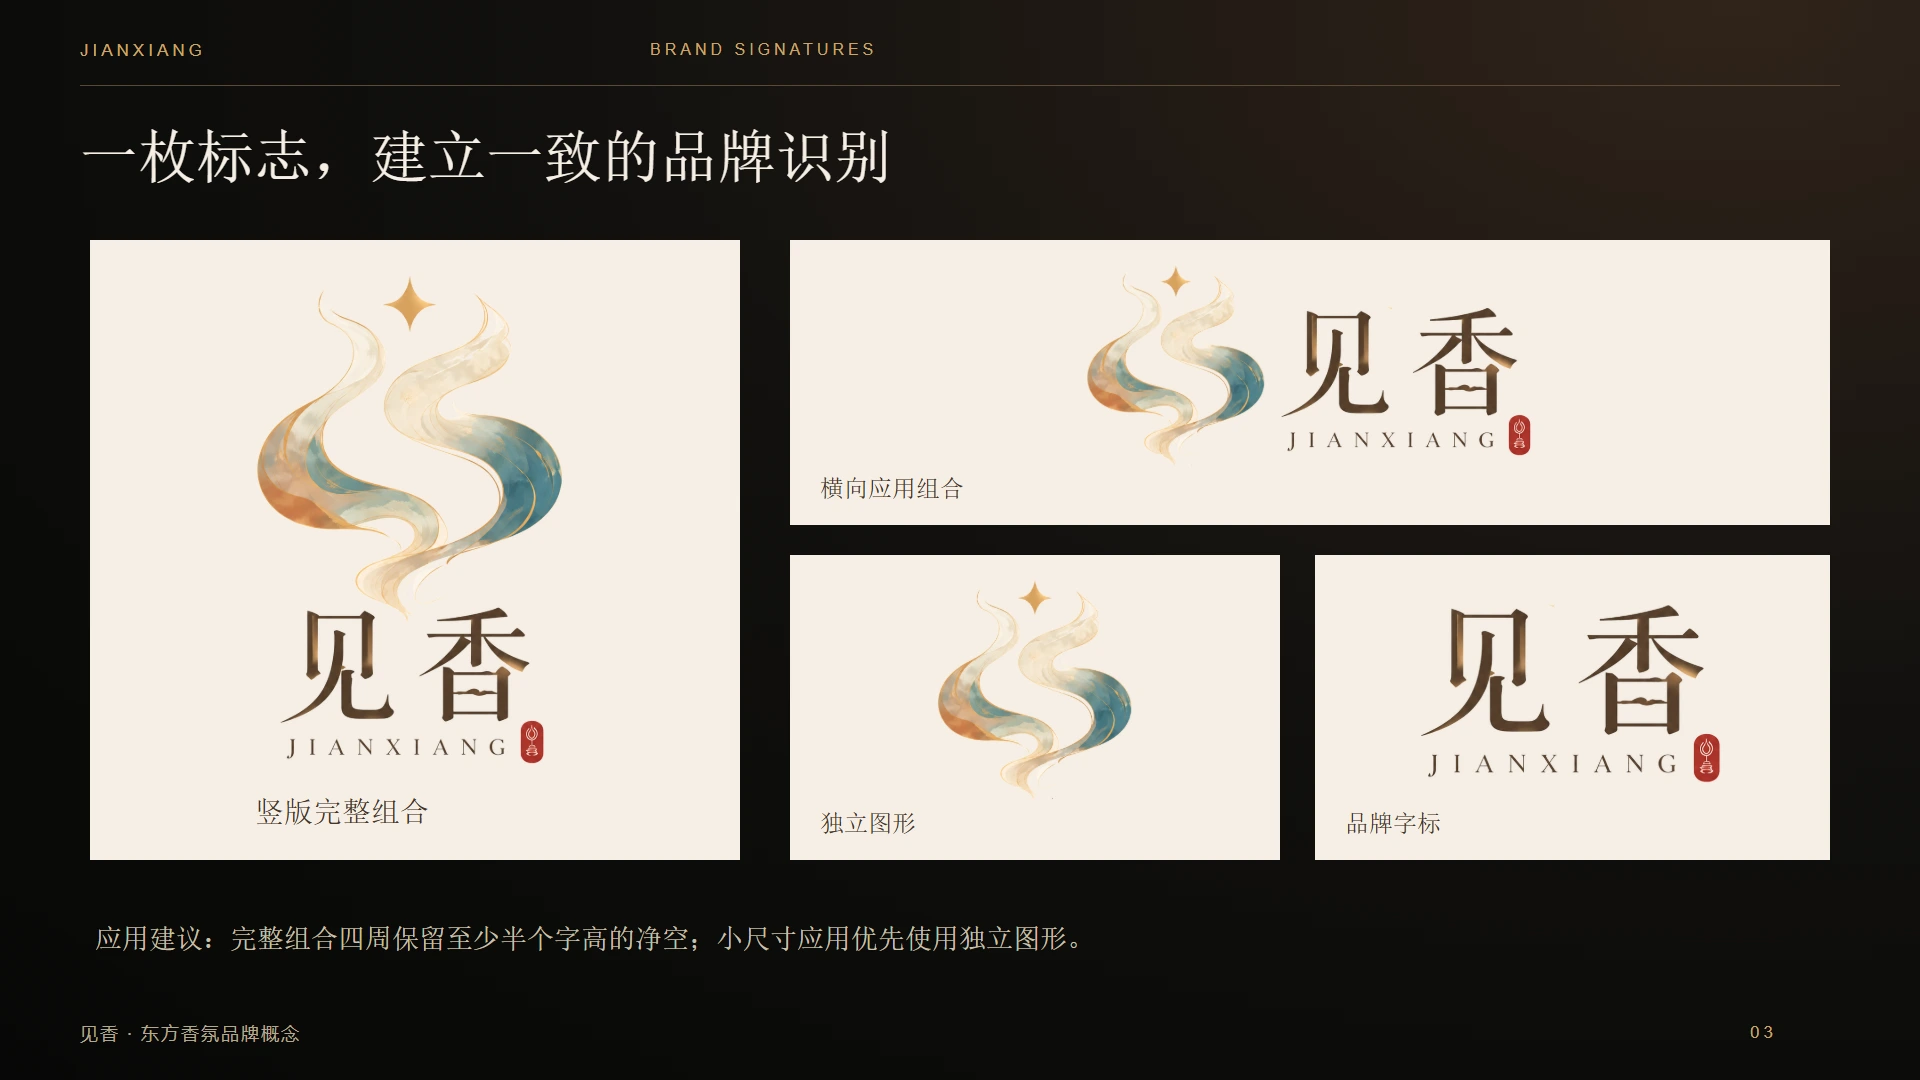 JIANXIANG
BRAND SIGNATURES
一枚标志，建立一致的品牌识别
见香
JIANXIANG
竖版完整组合
见香
JIANXIANG
横向应用组合
独立图形
见香
JIANXIANG
品牌字标
应用建议：完整组合四周保留至少半个字高的净空；小尺寸应用优先使用独立图形。
见香 · 东方香氛品牌概念
03